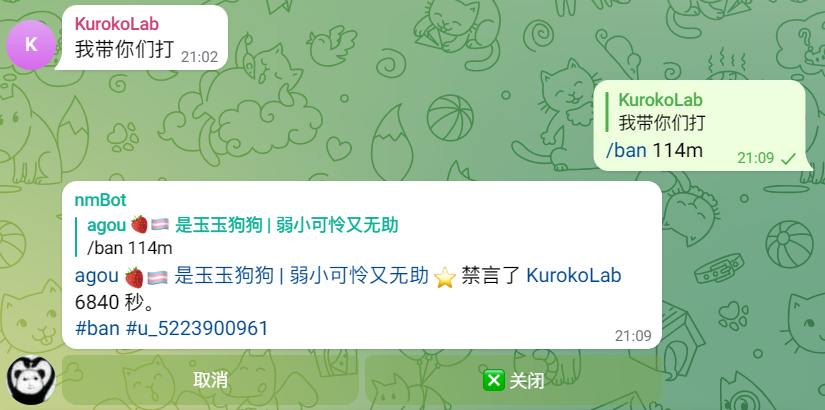 KurokoLab
K
我带你们打 21:02
KurokoLab
我带你们打
/ban 114m 21:09
nmBot
agou 🍓🏳️‍⚧️ 是玉玉狗狗 | 弱小可怜又无助
/ban 114m
agou 🍓🏳️‍⚧️ 是玉玉狗狗 | 弱小可怜又无助 ⭐ 禁言了 KurokoLab
6840 秒。
#ban #u_5223900961
21:09
取消 ❎ 关闭